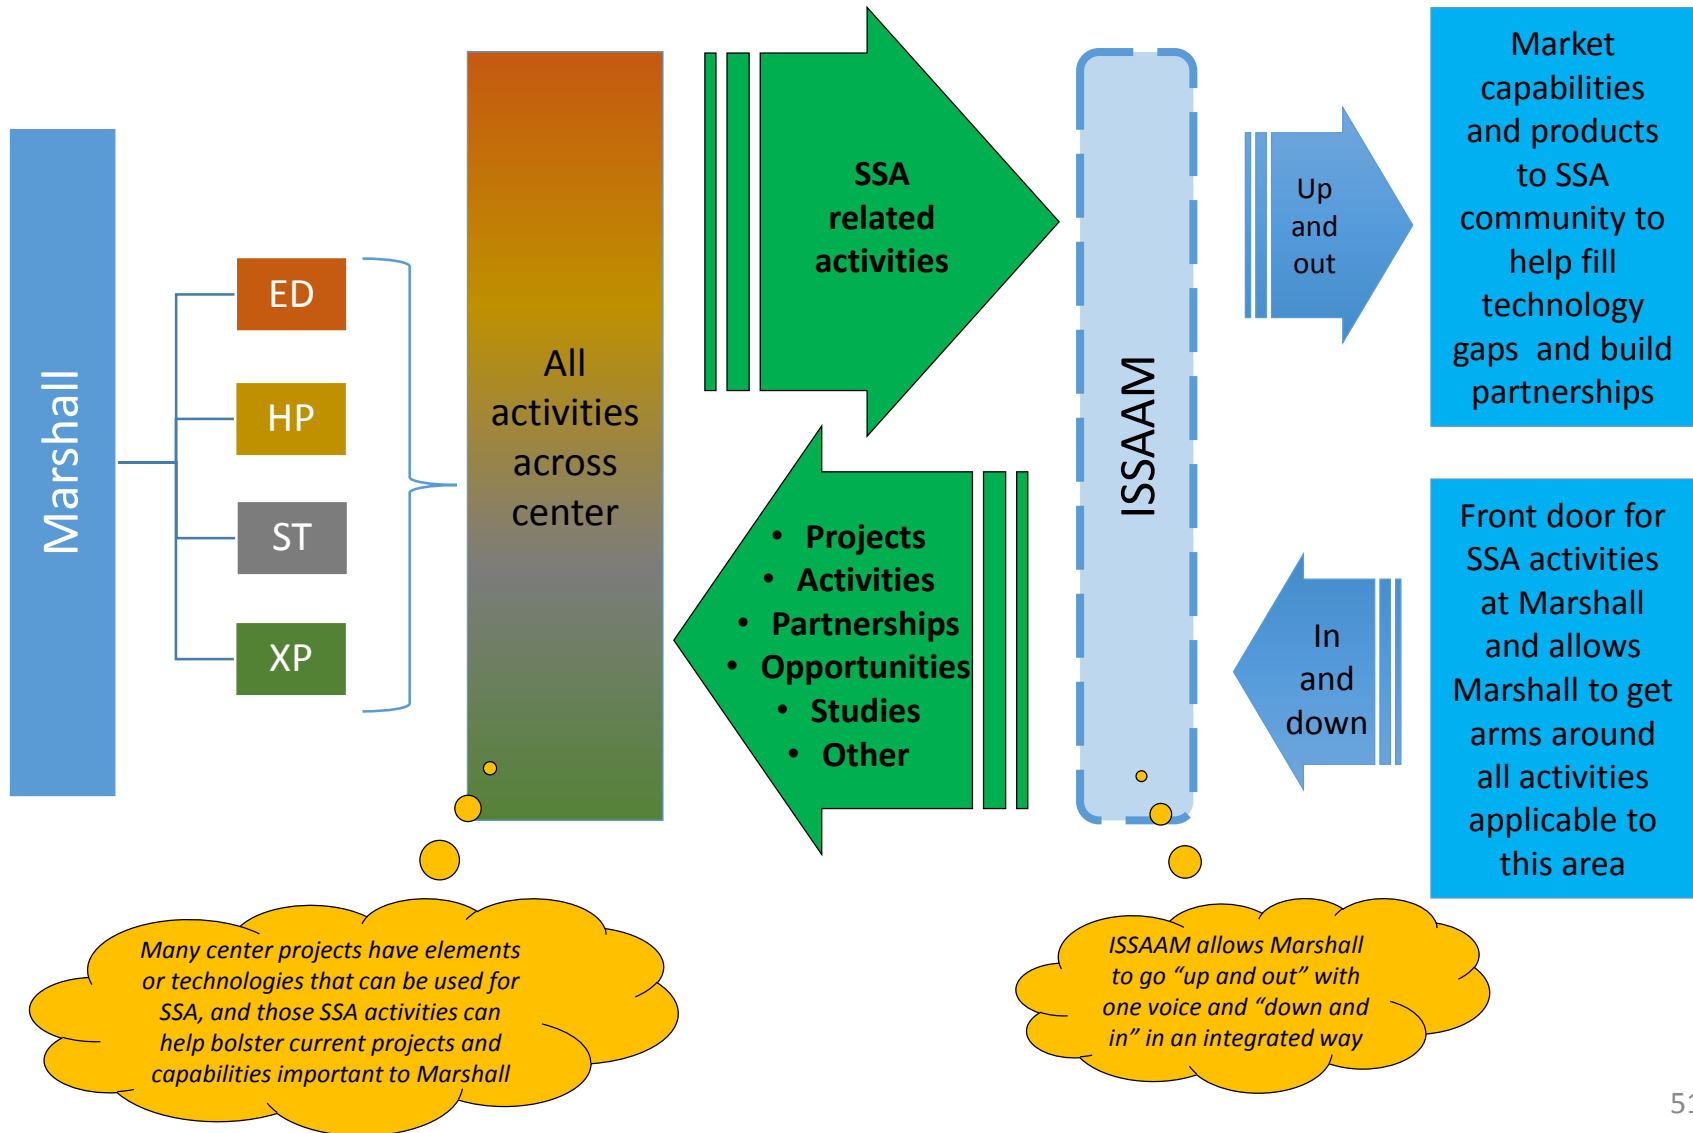 Marshall
ED
HP
ST
XP
All
activities
across
center
SSA
related
activities
• Projects
• Activities
• Partnerships
• Opportunities
• Studies
• Other
ISSAAM
Up
and
out
In
and
down
Market
capabilities
and products
to SSA
community to
help fill
technology
gaps and build
partnerships
Front door for
SSA activities
at Marshall
and allows
Marshall to get
arms around
all activities
applicable to
this area
Many center projects have elements
or technologies that can be used for
SSA, and those SSA activities can
help bolster current projects and
capabilities important to Marshall
ISSAAM allows Marshall
to go “up and out” with
one voice and “down and
in” in an integrated way
51